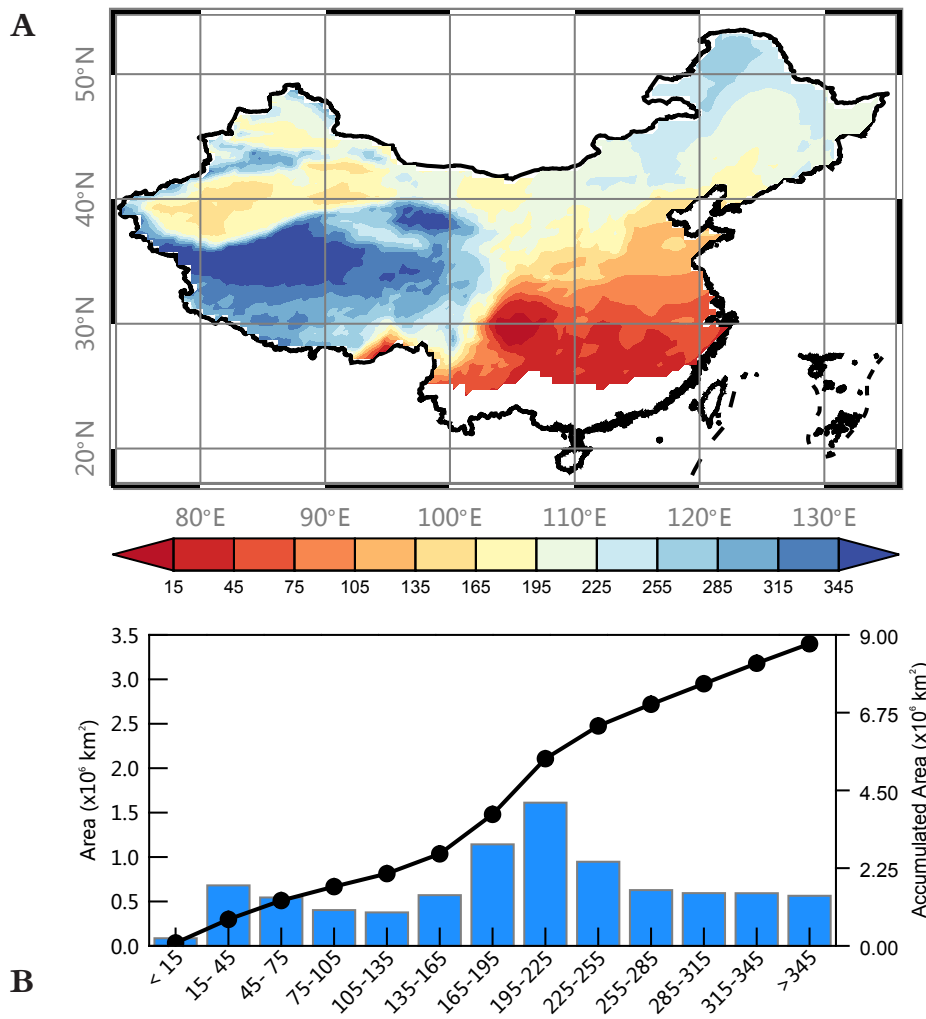 A
50°N
40°N
30°N
20°N
80°E 90°E 100°E 110°E 120°E 130°E
15 45 75 105 135 165 195 225 255 285 315 345
3.5
3.0
2.5
2.0
1.5
1.0
0.5
0.0
Area (x10⁶ km²)
9.00
6.75
4.50
2.25
0.00
Accumulated Area (x10⁶ km²)
< 15 15- 45 45- 75 75-105 105-135 135-165 165-195 195-225 225-255 255-285 285-315 315-345 >345
B